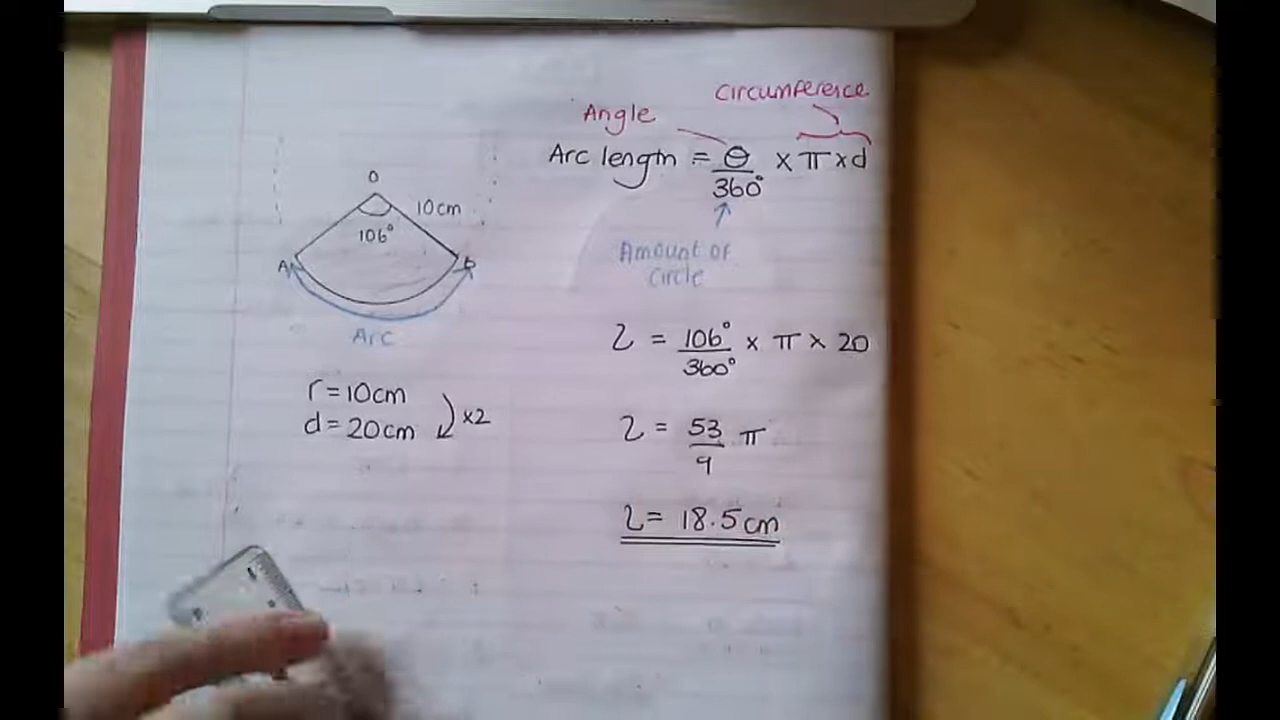 Circumference
Angle
Arc length = θ/360° × π × d
O
10cm
106°
A
b
Arc
Amount of
circle
l = 106°/360° × π × 20
r = 10cm
d = 20cm
×2
l = 53/9 π
l = 18.5cm